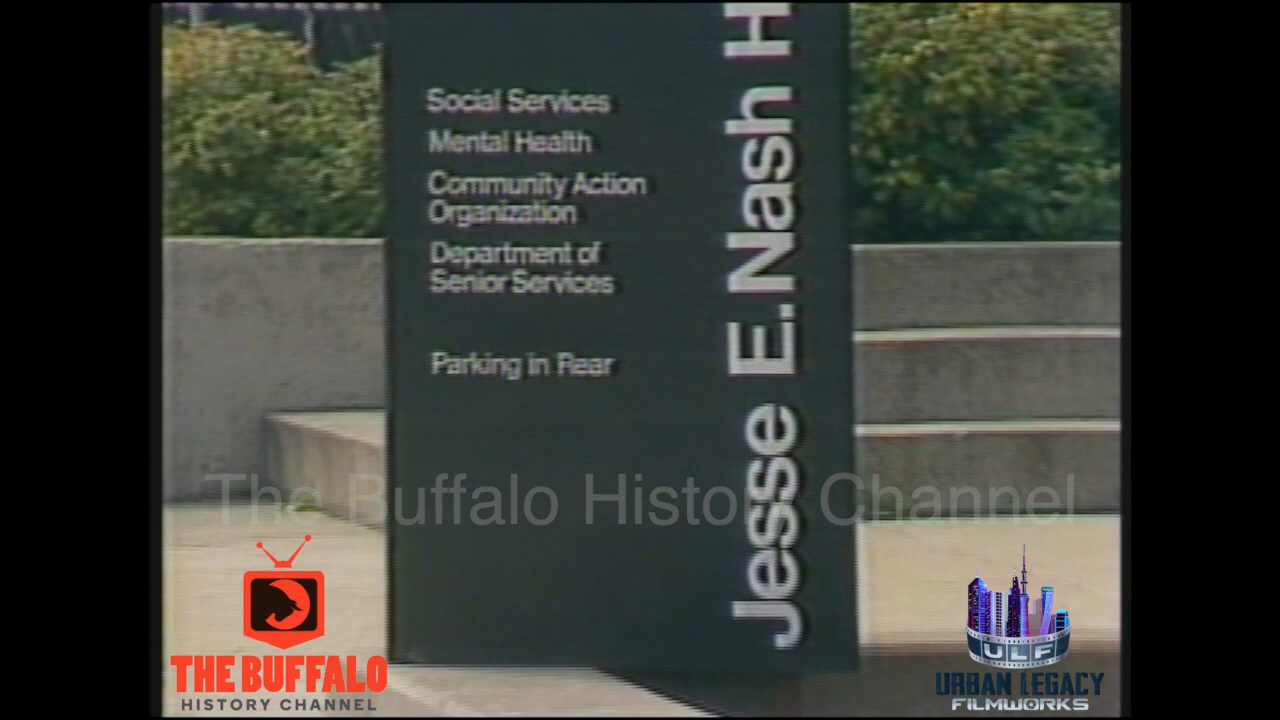 Social Services
Mental Health
Community Action
Organization
Department of
Senior Services
Parking in Rear
Jesse E. Nash H
The Buffalo History Channel
THE BUFFALO
HISTORY CHANNEL
ULF
URBAN LEGACY
FILMWORKS